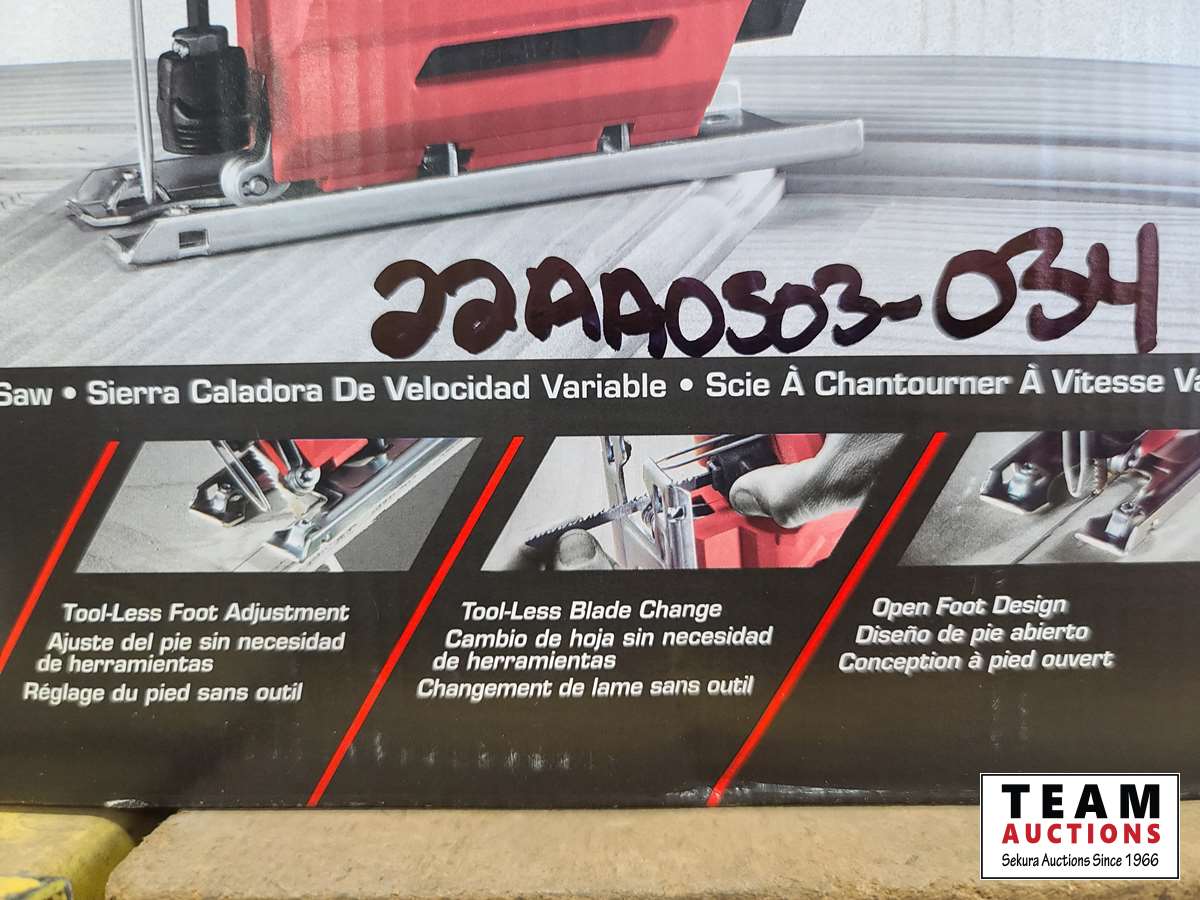 22AA0503-034
Saw • Sierra Caladora De Velocidad Variable • Scie À Chantourner À Vitesse Va
Tool-Less Foot Adjustment
Ajuste del pie sin necesidad
de herramientas
Réglage du pied sans outil
Tool-Less Blade Change
Cambio de hoja sin necesidad
de herramientas
Changement de lame sans outil
Open Foot Design
Diseño de pie abierto
Conception à pied ouvert
TEAM
AUCTIONS
Sekura Auctions Since 1966